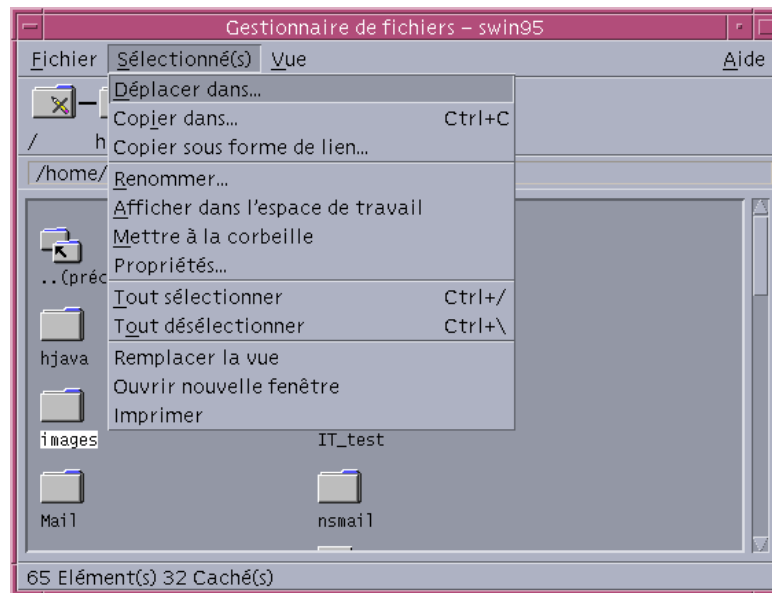 Gestionnaire de fichiers – swin95
Fichier Sélectionné(s) Vue Aide
Déplacer dans...
Copier dans... Ctrl+C
/ h
Copier sous forme de lien...
/home/
Renommer...
Afficher dans l'espace de travail
Mettre à la corbeille
Propriétés...
..(préc
Tout sélectionner Ctrl+/
Tout désélectionner Ctrl+\
hjava
Remplacer la vue
Ouvrir nouvelle fenêtre
Imprimer
images IT_test
Mail nsmail
65 Elément(s) 32 Caché(s)